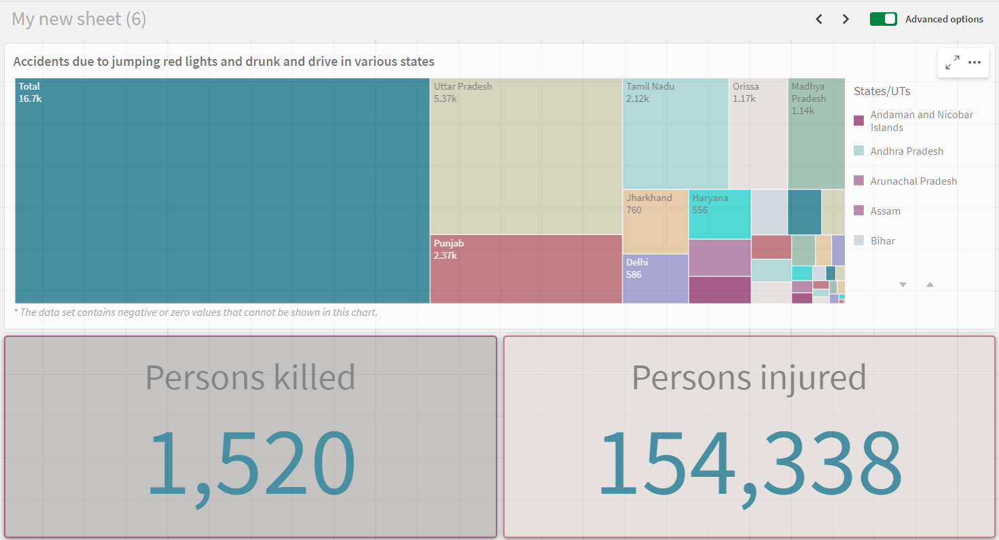 My new sheet (6)
Advanced options
Accidents due to jumping red lights and drunk and drive in various states
Total
16.7k
Uttar Pradesh
5.37k
Punjab
2.37k
Tamil Nadu
2.12k
Orissa
1.17k
Madhya
Pradesh
1.14k
Jharkhand
760
Haryana
556
Delhi
586
States/UTs
Andaman and Nicobar
Islands
Andhra Pradesh
Arunachal Pradesh
Assam
Bihar
* The data set contains negative or zero values that cannot be shown in this chart.
Persons killed
1,520
Persons injured
154,338